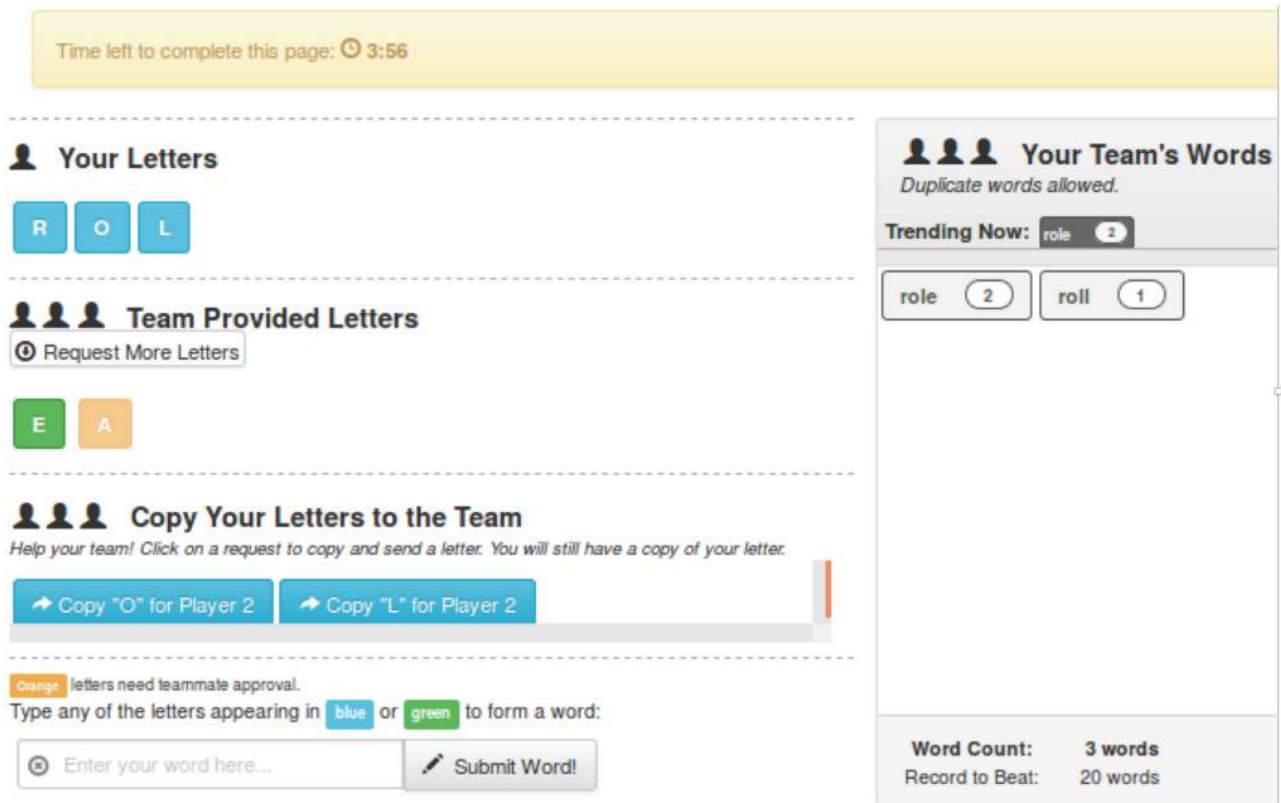 Time left to complete this page: 3:56
Your Letters
R O L
Team Provided Letters
Request More Letters
E A
Copy Your Letters to the Team
Help your team! Click on a request to copy and send a letter. You will still have a copy of your letter.
Copy "O" for Player 2 Copy "L" for Player 2
Orange letters need teammate approval.
Type any of the letters appearing in blue or green to form a word:
Enter your word here... Submit Word!
Your Team's Words
Duplicate words allowed.
Trending Now: role 2
role 2 roll 1
Word Count: 3 words
Record to Beat: 20 words